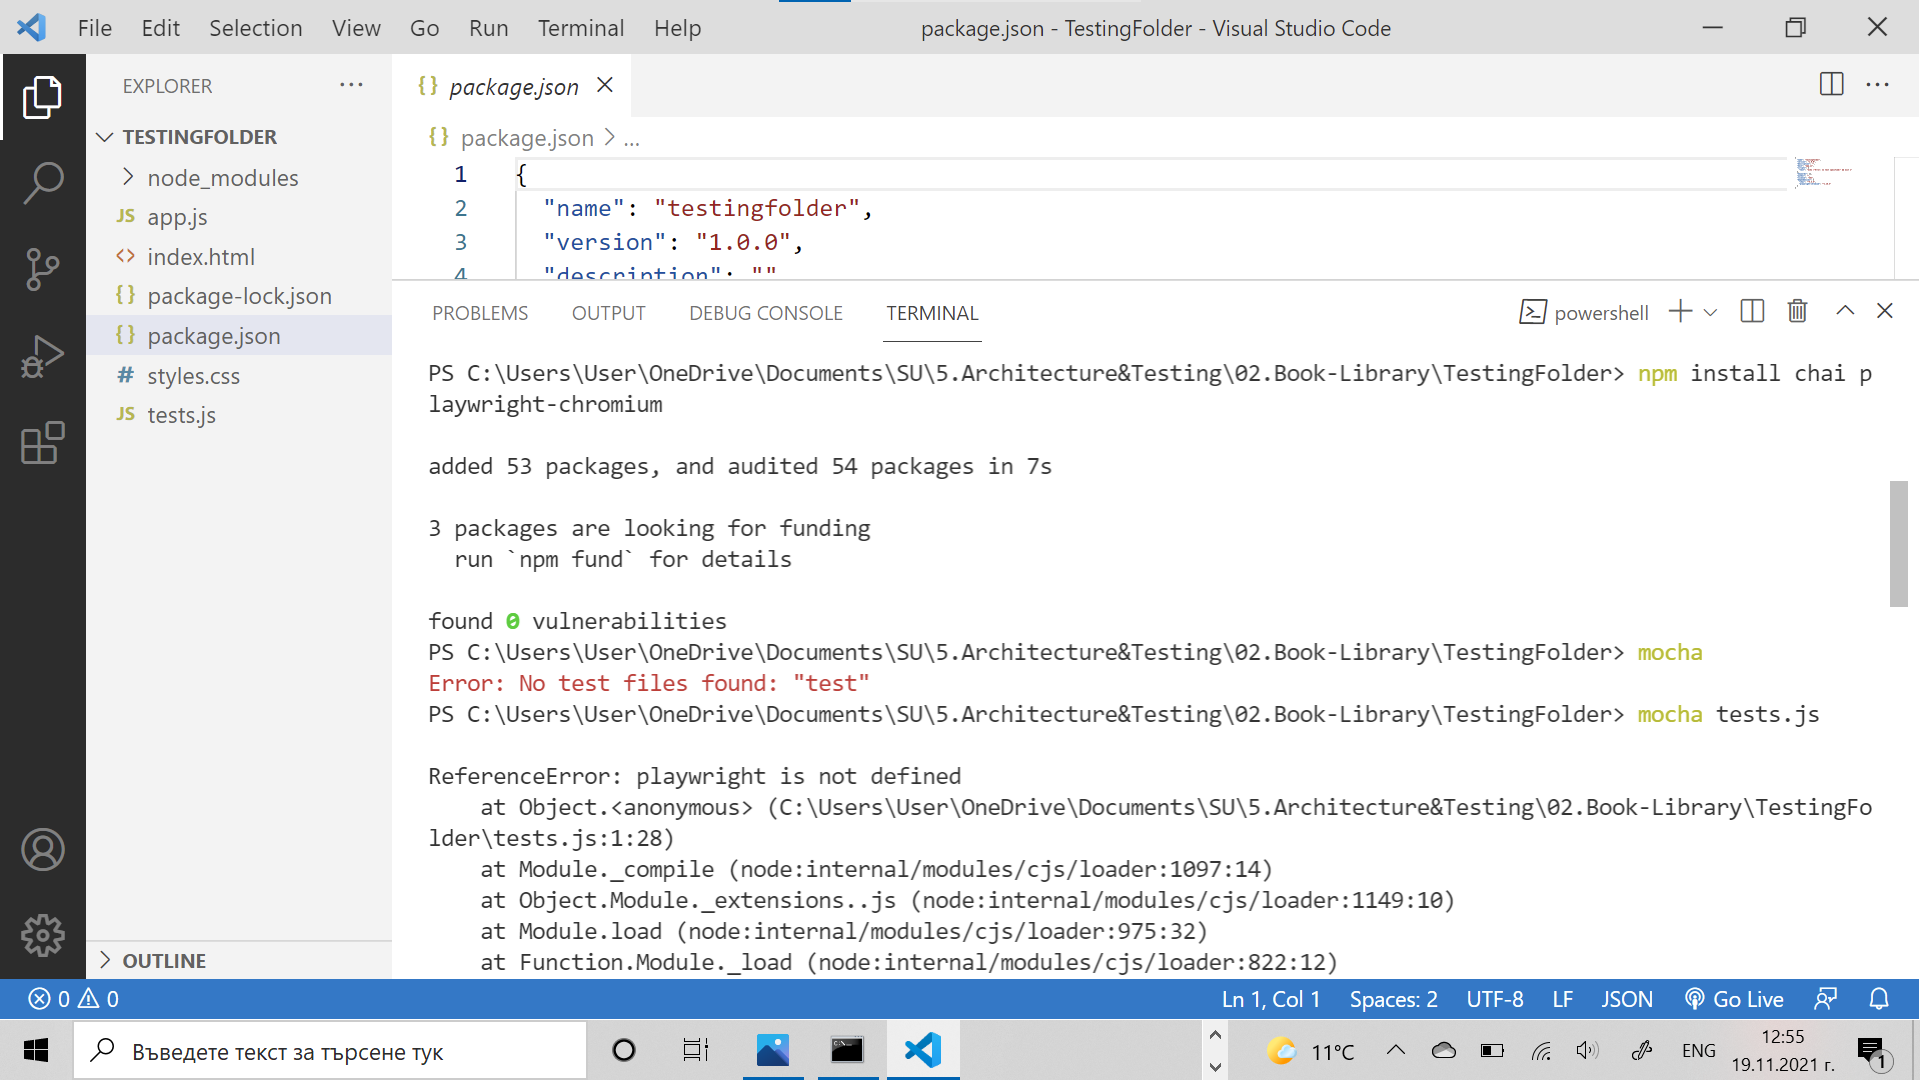 File Edit Selection View Go Run Terminal Help package.json - TestingFolder - Visual Studio Code
EXPLORER
TESTINGFOLDER
node_modules
JS app.js
<> index.html
{} package-lock.json
{} package.json
# styles.css
JS tests.js
OUTLINE
{} package.json
{} package.json > ...
1 {
2 "name": "testingfolder",
3 "version": "1.0.0",
4 "description": ""
PROBLEMS OUTPUT DEBUG CONSOLE TERMINAL powershell
PS C:\Users\User\OneDrive\Documents\SU\5.Architecture&Testing\02.Book-Library\TestingFolder> npm install chai p
laywright-chromium
added 53 packages, and audited 54 packages in 7s
3 packages are looking for funding
run `npm fund` for details
found 0 vulnerabilities
PS C:\Users\User\OneDrive\Documents\SU\5.Architecture&Testing\02.Book-Library\TestingFolder> mocha
Error: No test files found: "test"
PS C:\Users\User\OneDrive\Documents\SU\5.Architecture&Testing\02.Book-Library\TestingFolder> mocha tests.js
ReferenceError: playwright is not defined
at Object.<anonymous> (C:\Users\User\OneDrive\Documents\SU\5.Architecture&Testing\02.Book-Library\TestingFo
lder\tests.js:1:28)
at Module._compile (node:internal/modules/cjs/loader:1097:14)
at Object.Module._extensions..js (node:internal/modules/cjs/loader:1149:10)
at Module.load (node:internal/modules/cjs/loader:975:32)
at Function.Module._load (node:internal/modules/cjs/loader:822:12)
0 0 Ln 1, Col 1 Spaces: 2 UTF-8 LF JSON Go Live
Въведете текст за търсене тук
11°C ENG
12:55
19.11.2021 г.
1